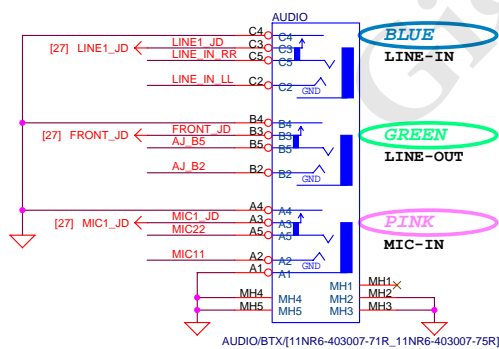 AUDIO
C4 C4
[27] LINE1_JD LINE1_JD C3 C3
LINE_IN_RR C5 C5
LINE_IN_LL C2 C2
GND
BLUE
LINE-IN
B4 B4
[27] FRONT_JD FRONT_JD B3 B3
AJ_B5 B5 B5
AJ_B2 B2 B2
GND
GREEN
LINE-OUT
A4 A4
[27] MIC1_JD MIC1_JD A3 A3
MIC22 A5 A5
MIC11 A2 A2
GND
A1 A1
PINK
MIC-IN
MH1 MH1
MH4 MH4 MH2 MH2
MH5 MH5 MH3 MH3
AUDIO/BTX/[11NR6-403007-71R_11NR6-403007-75R]